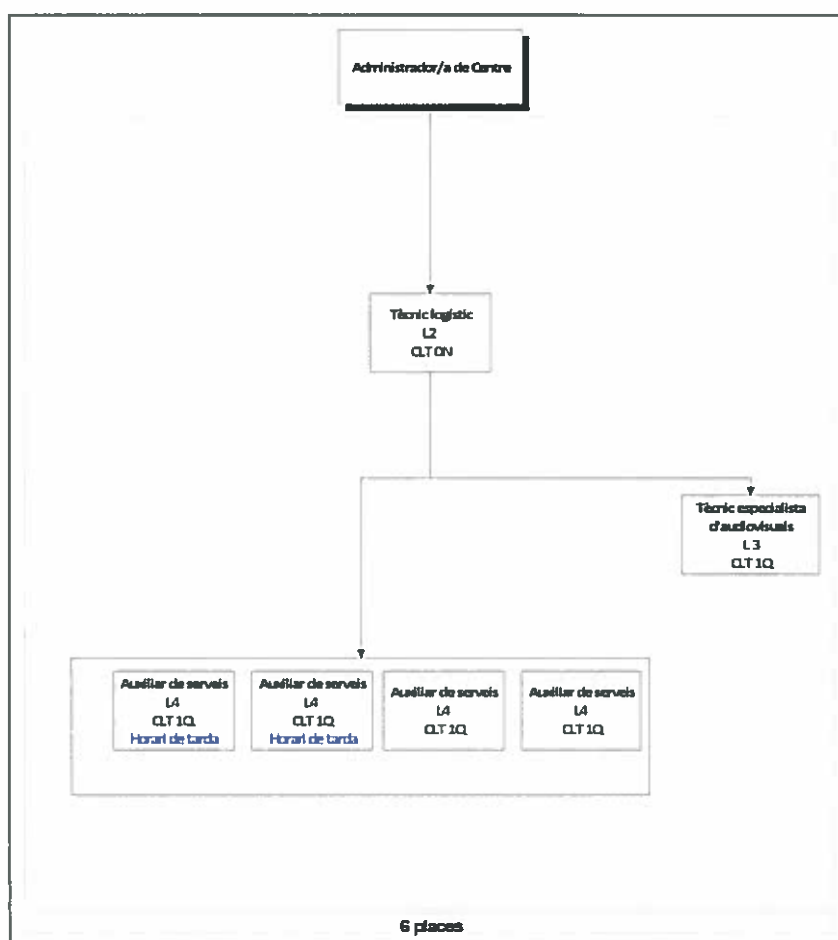 Administrador/a de Centre
Tècnic logístic
L2
CLT 0N
Tècnic especialista
d'audiovisuals
L3
CLT 1Q
Auxiliar de serveis
L4
CLT 1Q
Horari de tarda
Auxiliar de serveis
L4
CLT 1Q
Horari de tarda
Auxiliar de serveis
L4
CLT 1Q
Auxiliar de serveis
L4
CLT 1Q
6 places